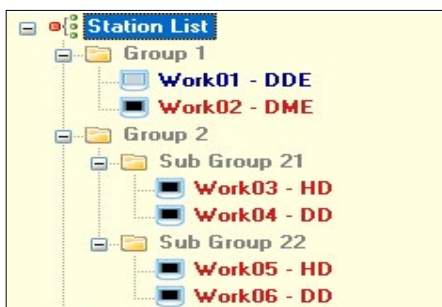 Station List
Group 1
Work01 - DDE
Work02 - DME
Group 2
Sub Group 21
Work03 - HD
Work04 - DD
Sub Group 22
Work05 - HD
Work06 - DD